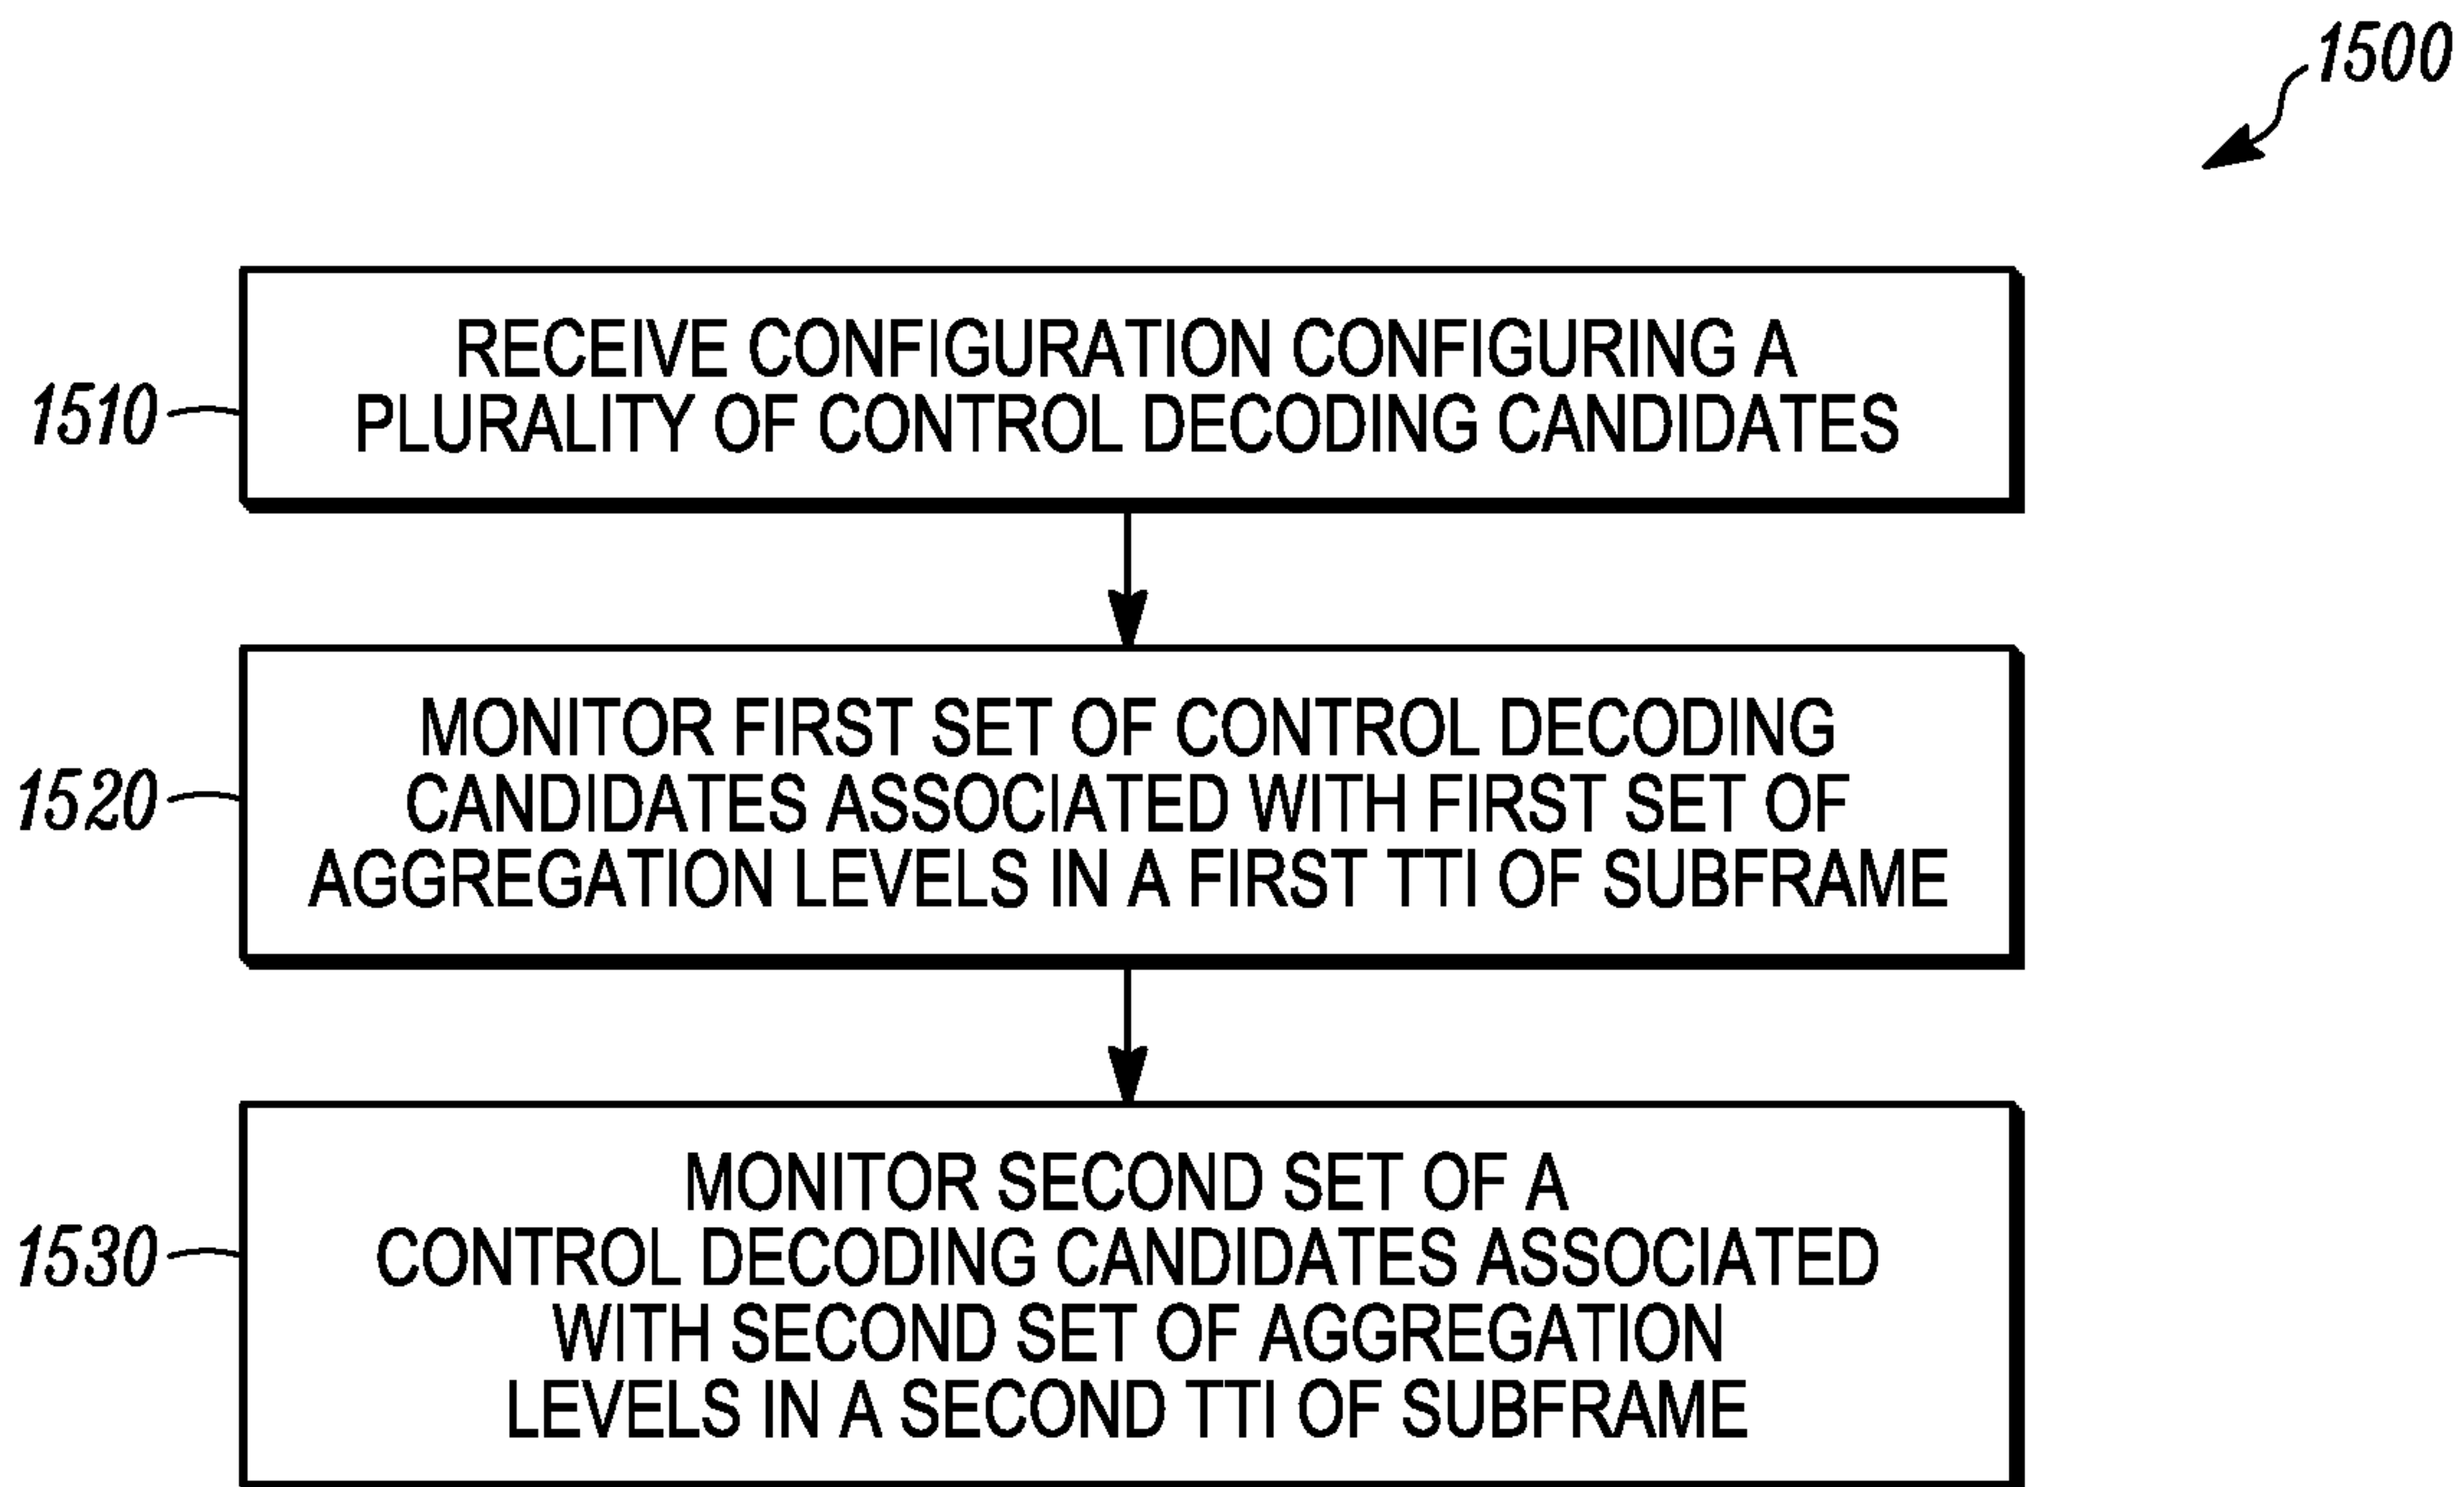 1500
RECEIVE CONFIGURATION CONFIGURING A
1510
PLURALITY OF CONTROL DECODING CANDIDATES
MONITOR FIRST SET OF CONTROL DECODING
1520
CANDIDATES ASSOCIATED WITH FIRST SET OF
AGGREGATION LEVELS IN A FIRST TTI OF SUBFRAME
MONITOR SECOND SET OF A
1530
CONTROL DECODING CANDIDATES ASSOCIATED
WITH SECOND SET OF AGGREGATION
LEVELS IN A SECOND TTI OF SUBFRAME